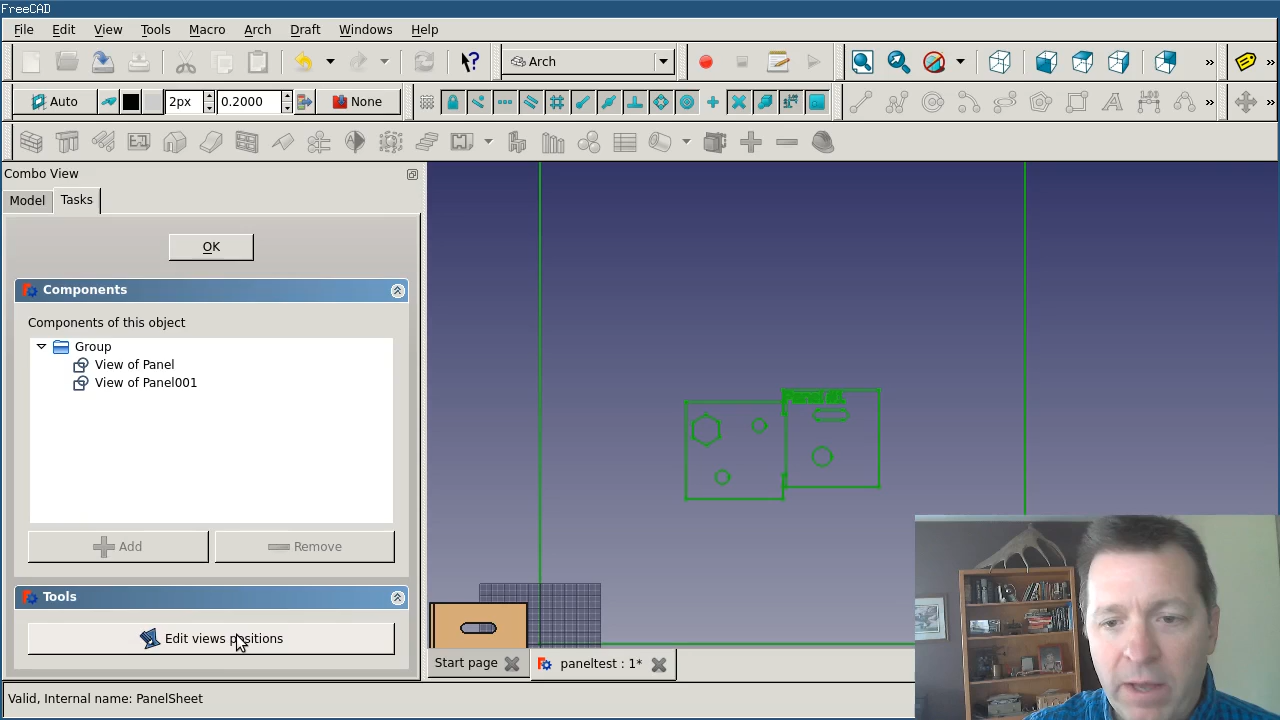 FreeCAD
File Edit View Tools Macro Arch Draft Windows Help
Arch
»
»
Auto 2px 0.2000 None
»
»
Combo View
Model Tasks
OK
Components
Components of this object
Group
View of Panel
View of Panel001
Panel #1
Add Remove
Tools
Edit views positions
Start page paneltest : 1*
Valid, Internal name: PanelSheet